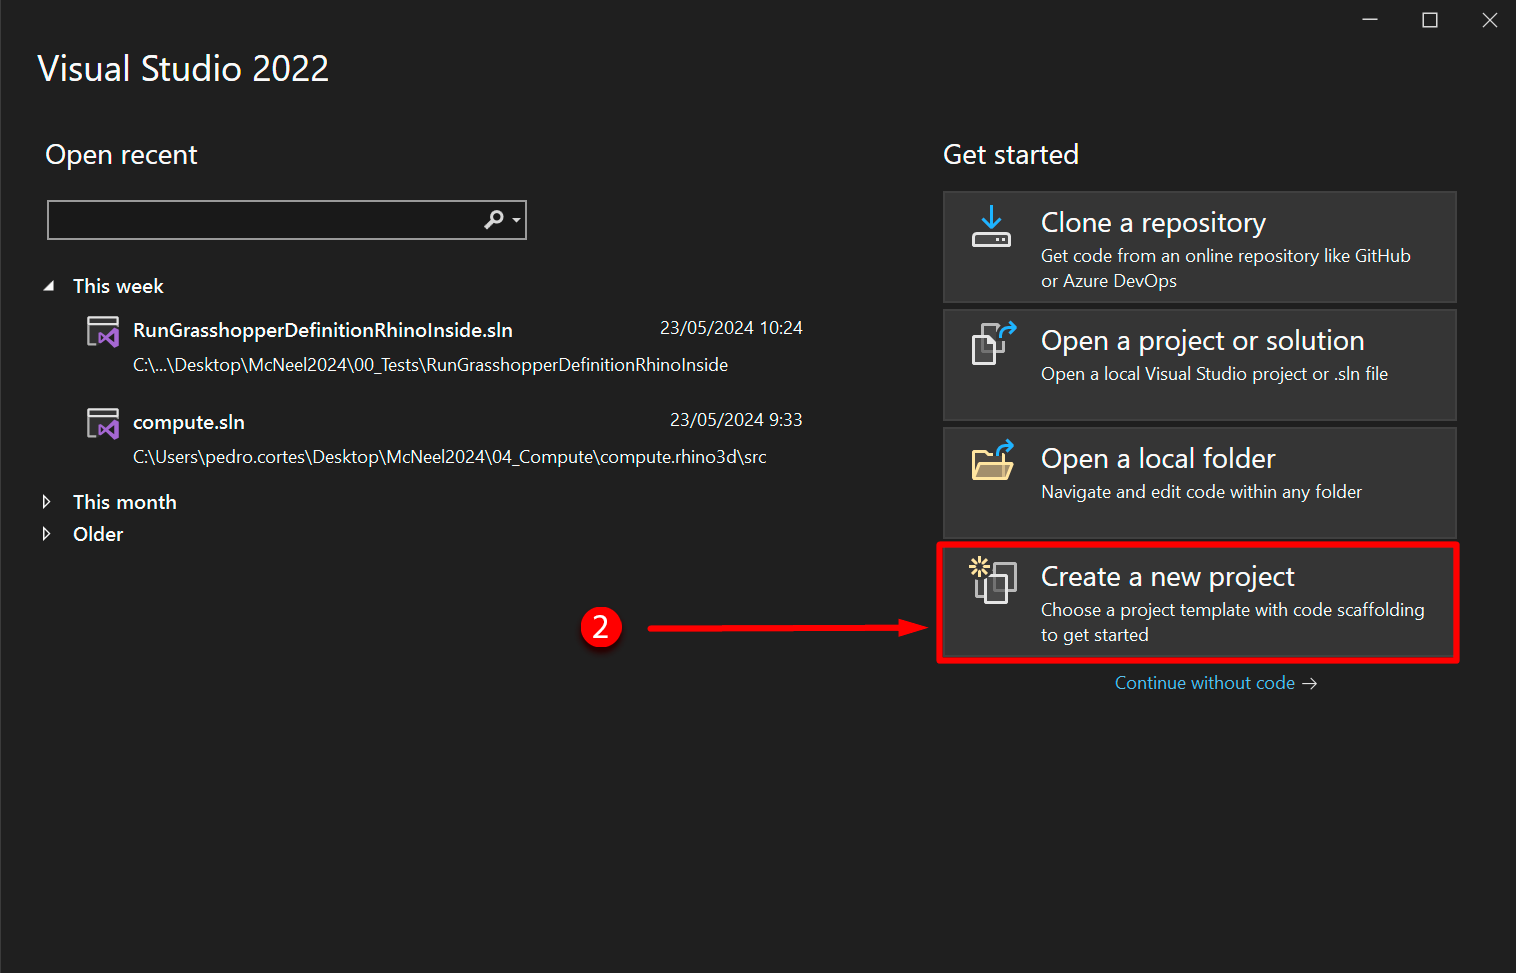 Visual Studio 2022
Open recent
This week
RunGrasshopperDefinitionRhinoInside.sln 23/05/2024 10:24
C:\...\Desktop\McNeel2024\00_Tests\RunGrasshopperDefinitionRhinoInside
compute.sln 23/05/2024 9:33
C:\Users\pedro.cortes\Desktop\McNeel2024\04_Compute\compute.rhino3d\src
This month
Older
Get started
Clone a repository
Get code from an online repository like GitHub
or Azure DevOps
Open a project or solution
Open a local Visual Studio project or .sln file
Open a local folder
Navigate and edit code within any folder
2
Create a new project
Choose a project template with code scaffolding
to get started
Continue without code →